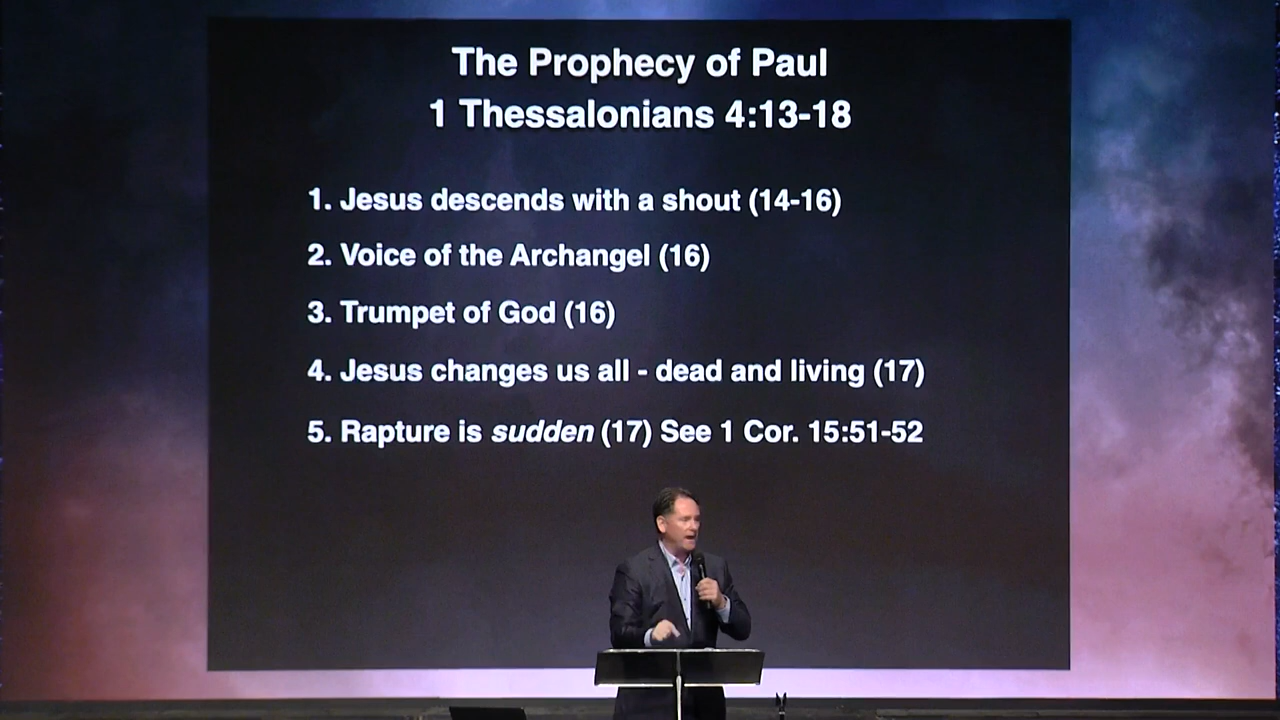 The Prophecy of Paul
1 Thessalonians 4:13-18
1. Jesus descends with a shout (14-16)
2. Voice of the Archangel (16)
3. Trumpet of God (16)
4. Jesus changes us all - dead and living (17)
5. Rapture is sudden (17) See 1 Cor. 15:51-52